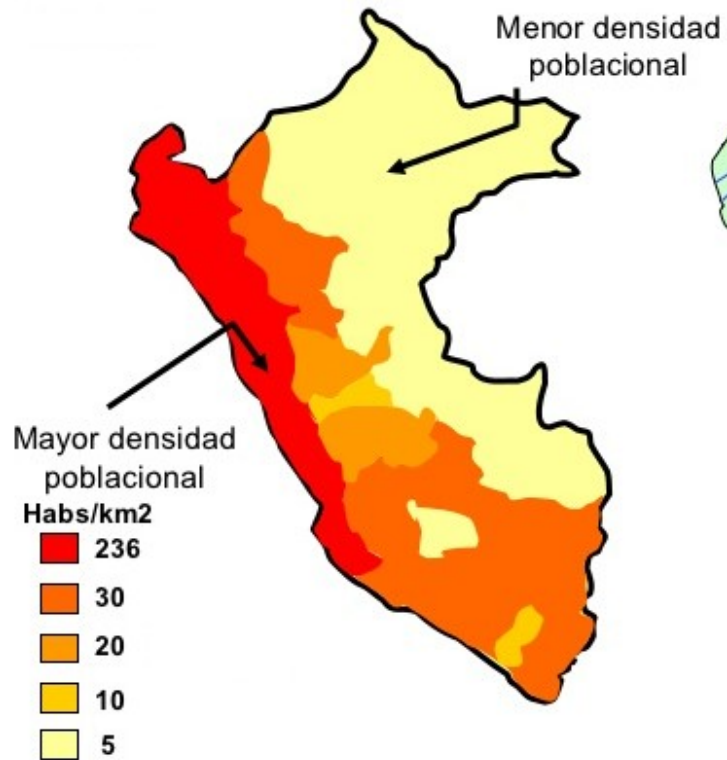 Menor densidad
poblacional
Mayor densidad
poblacional
Habs/km2
236
30
20
10
5